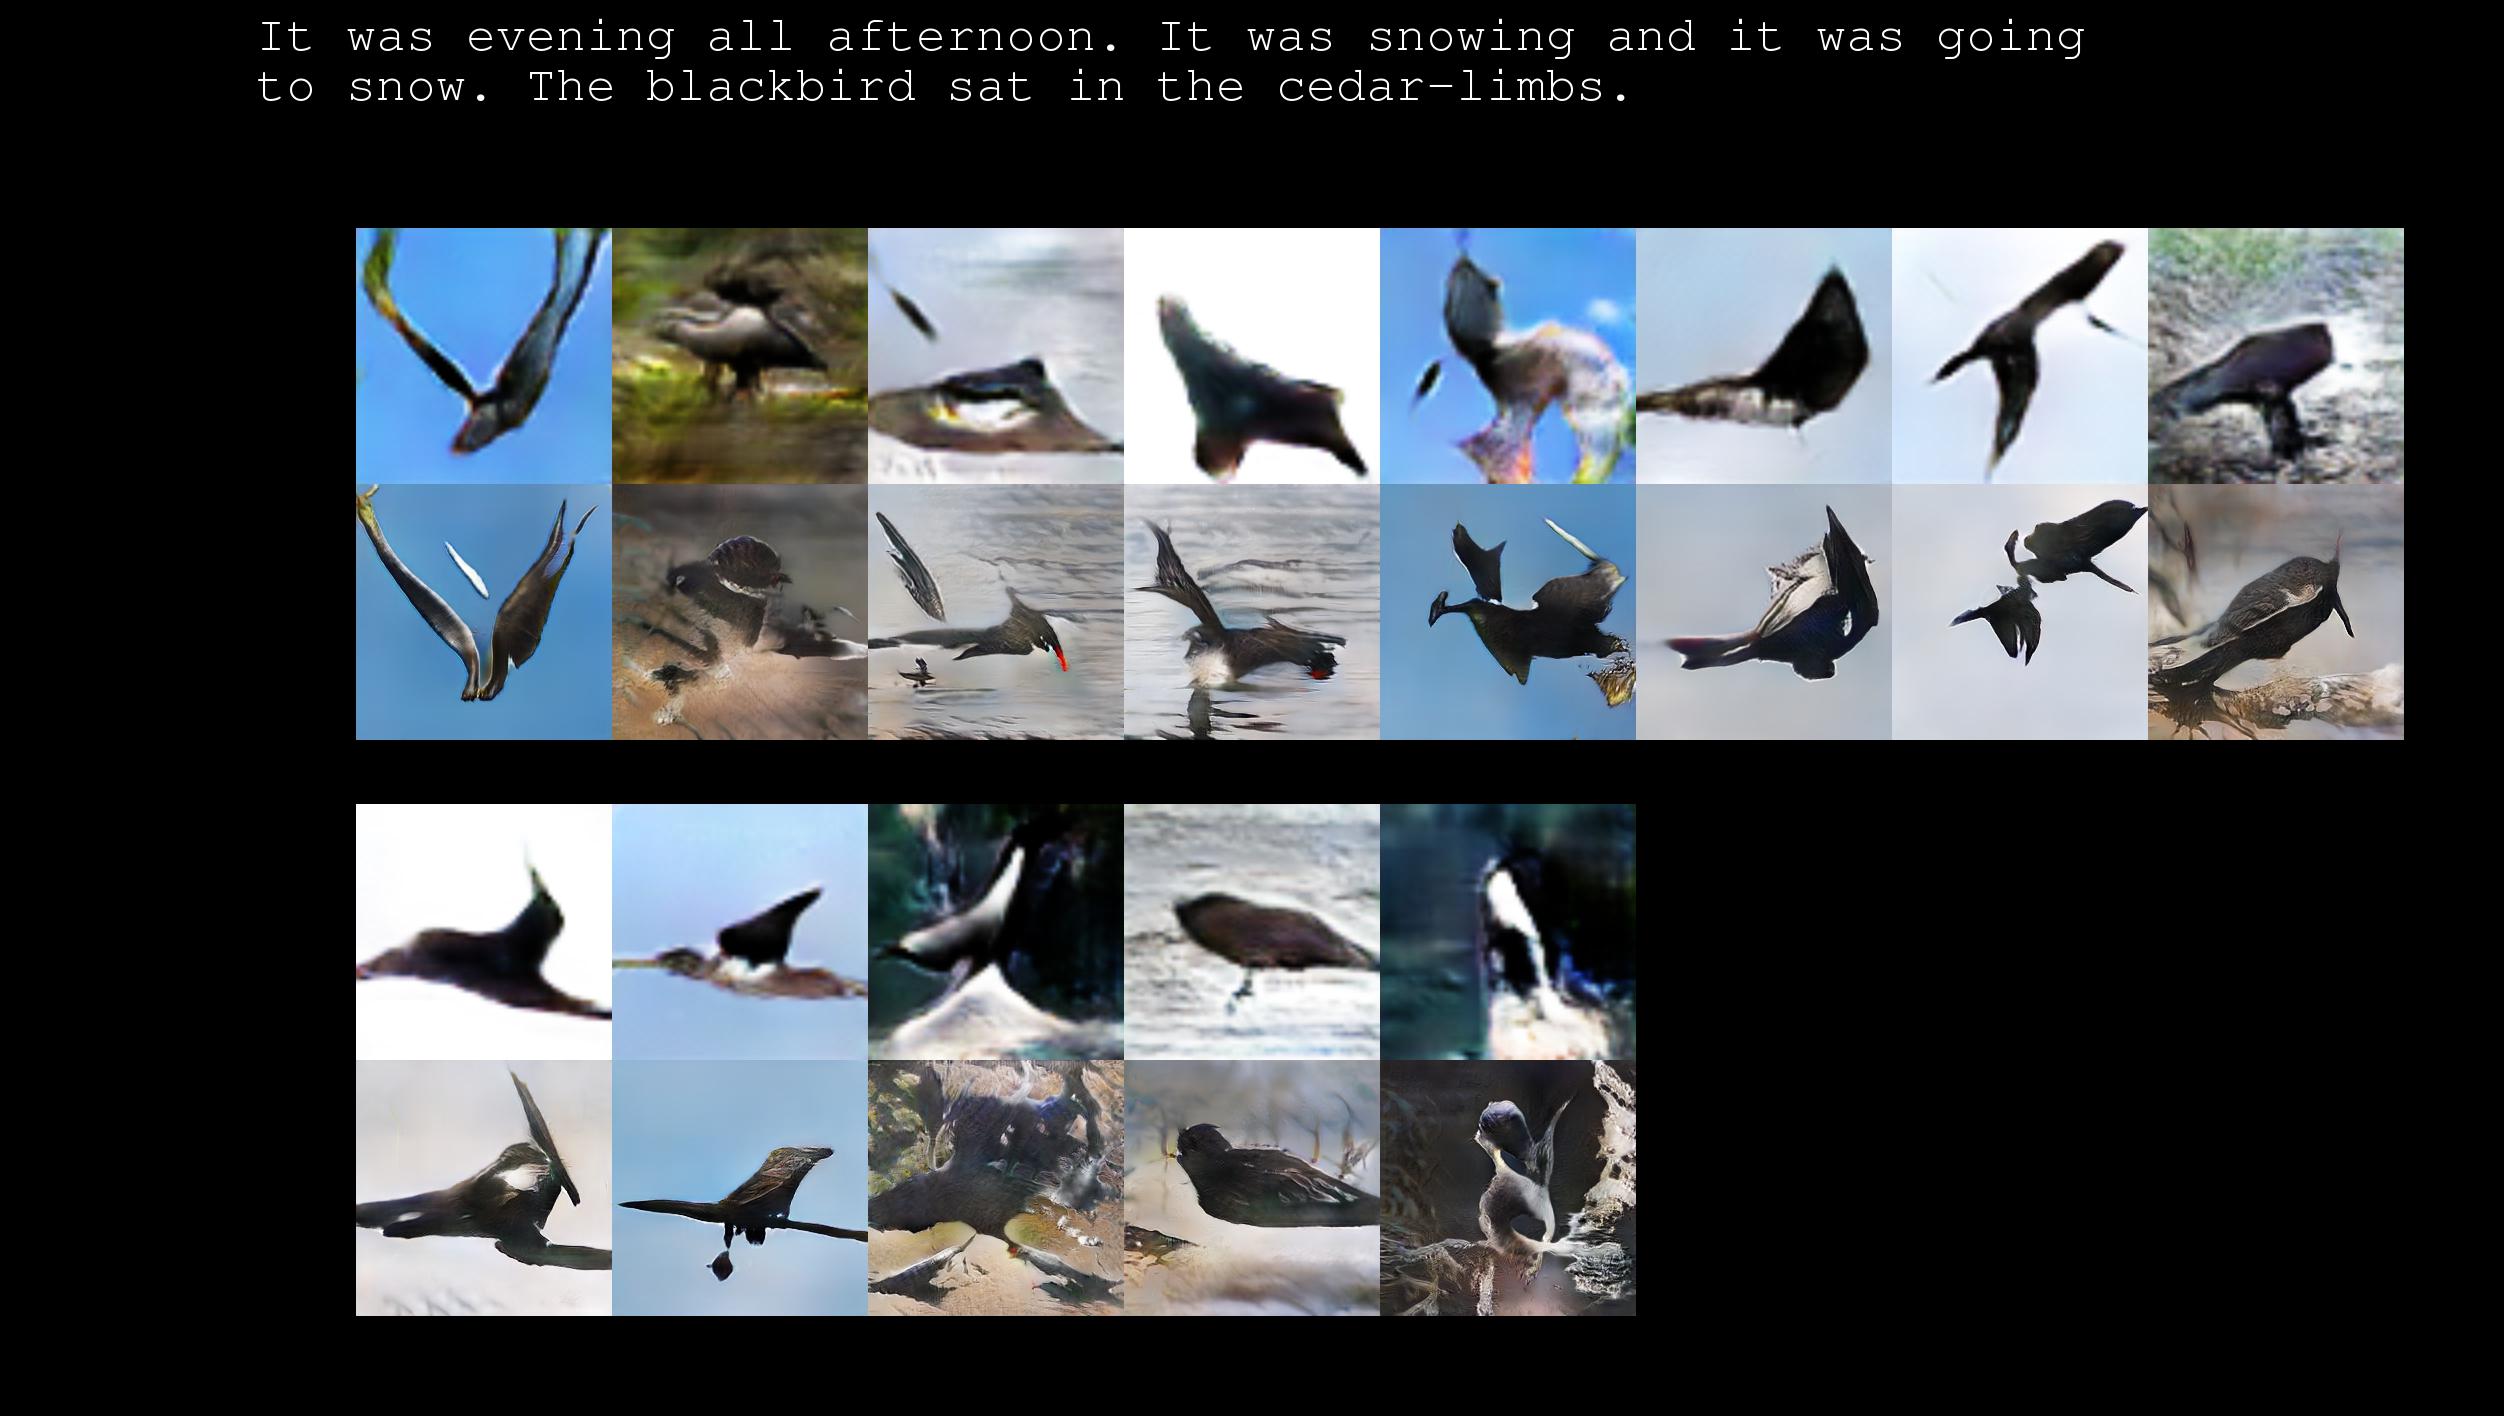 It was evening all afternoon. It was snowing and it was going
to snow. The blackbird sat in the cedar-limbs.